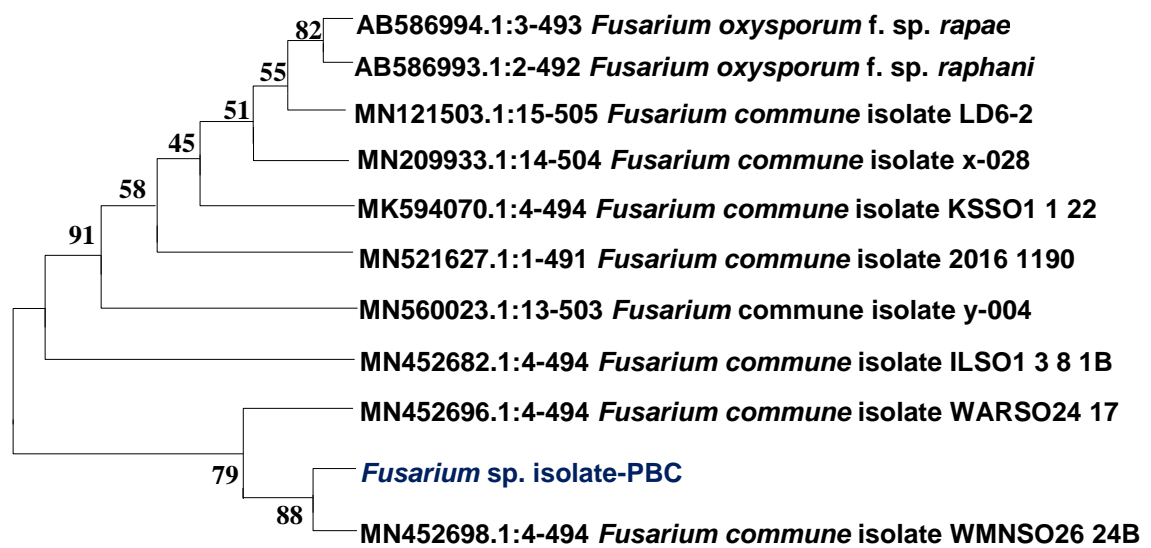 82
AB586994.1:3-493 Fusarium oxysporum f. sp. rapae
AB586993.1:2-492 Fusarium oxysporum f. sp. raphani
55
MN121503.1:15-505 Fusarium commune isolate LD6-2
51
MN209933.1:14-504 Fusarium commune isolate x-028
45
MK594070.1:4-494 Fusarium commune isolate KSSO1 1 22
58
MN521627.1:1-491 Fusarium commune isolate 2016 1190
91
MN560023.1:13-503 Fusarium commune isolate y-004
MN452682.1:4-494 Fusarium commune isolate ILSO1 3 8 1B
MN452696.1:4-494 Fusarium commune isolate WARSO24 17
79
Fusarium sp. isolate-PBC
88
MN452698.1:4-494 Fusarium commune isolate WMNSO26 24B